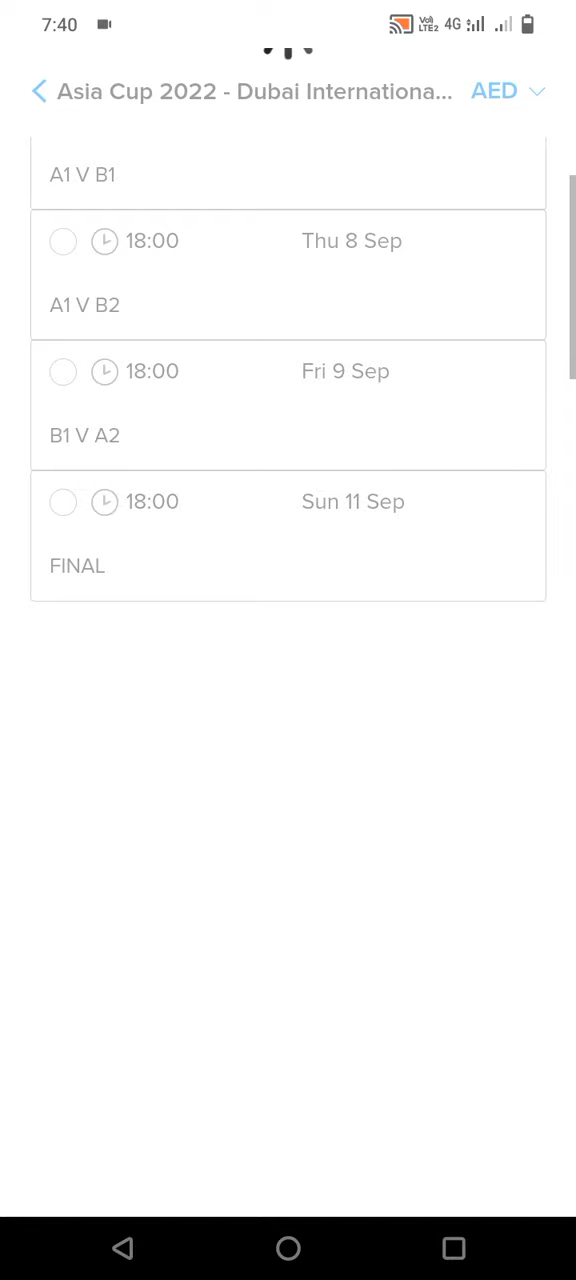 7:40
Vo) LTE2 4G
Asia Cup 2022 - Dubai Internationa... AED
A1 V B1
18:00 Thu 8 Sep
A1 V B2
18:00 Fri 9 Sep
B1 V A2
18:00 Sun 11 Sep
FINAL